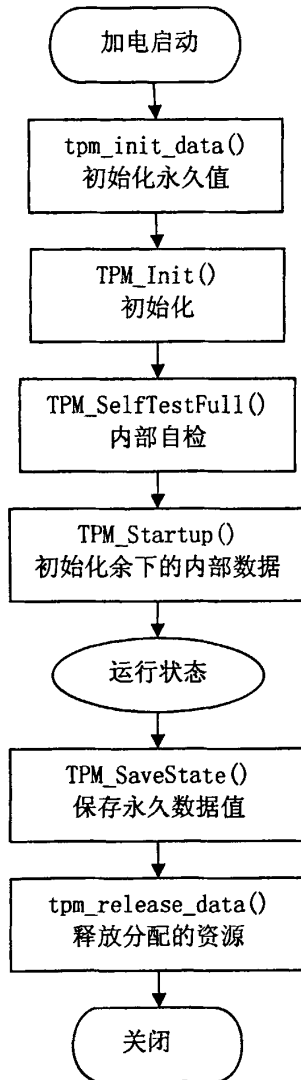 加电启动
tpm_init_data()
初始化永久值
TPM_Init()
初始化
TPM_SelfTestFull()
内部自检
TPM_Startup()
初始化余下的内部数据
运行状态
TPM_SaveState()
保存永久数据值
tpm_release_data()
释放分配的资源
关闭